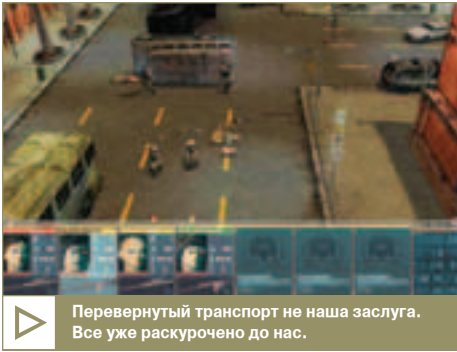 Перевернутый транспорт не наша заслуга.
Все уже раскурочено до нас.